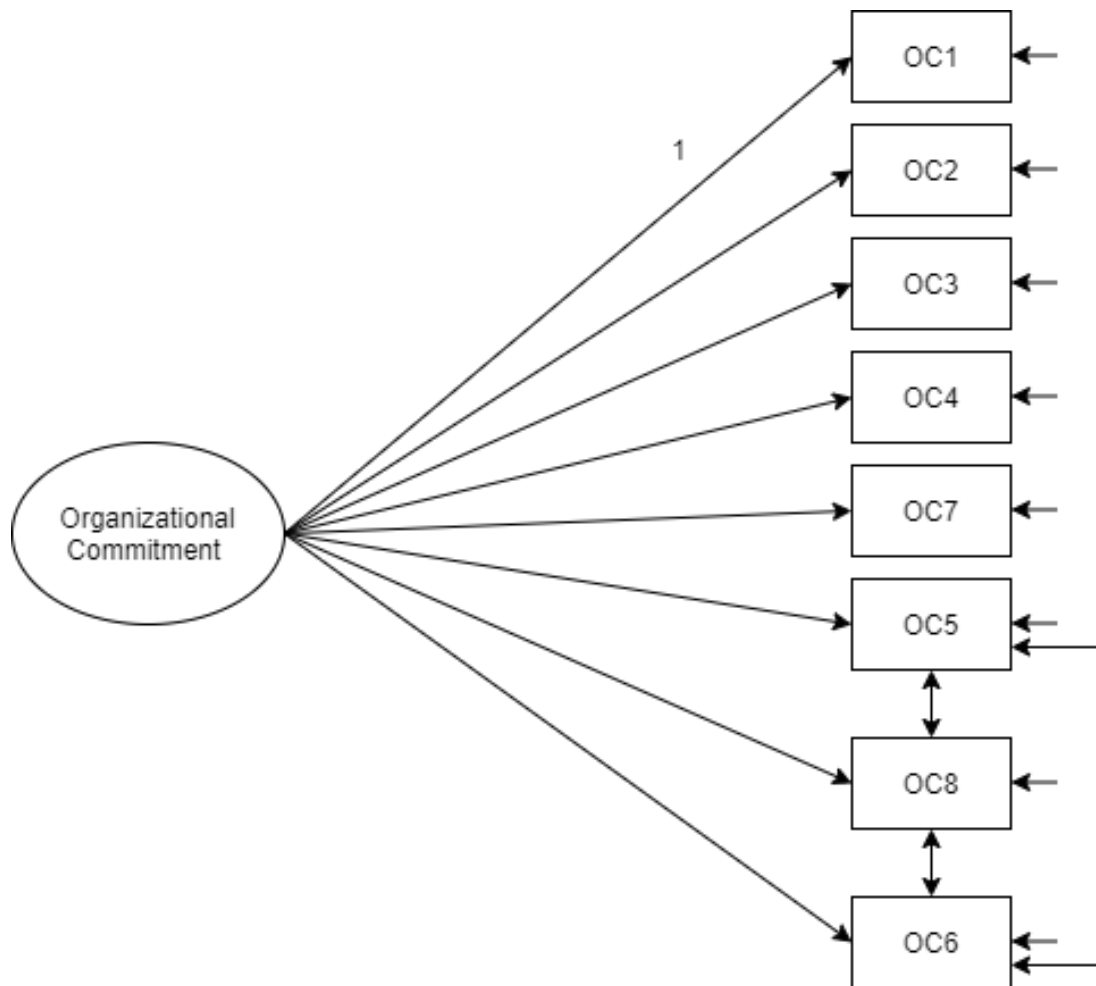 OC1
1
OC2
OC3
OC4
OC7
Organizational
Commitment
OC5
OC8
OC6